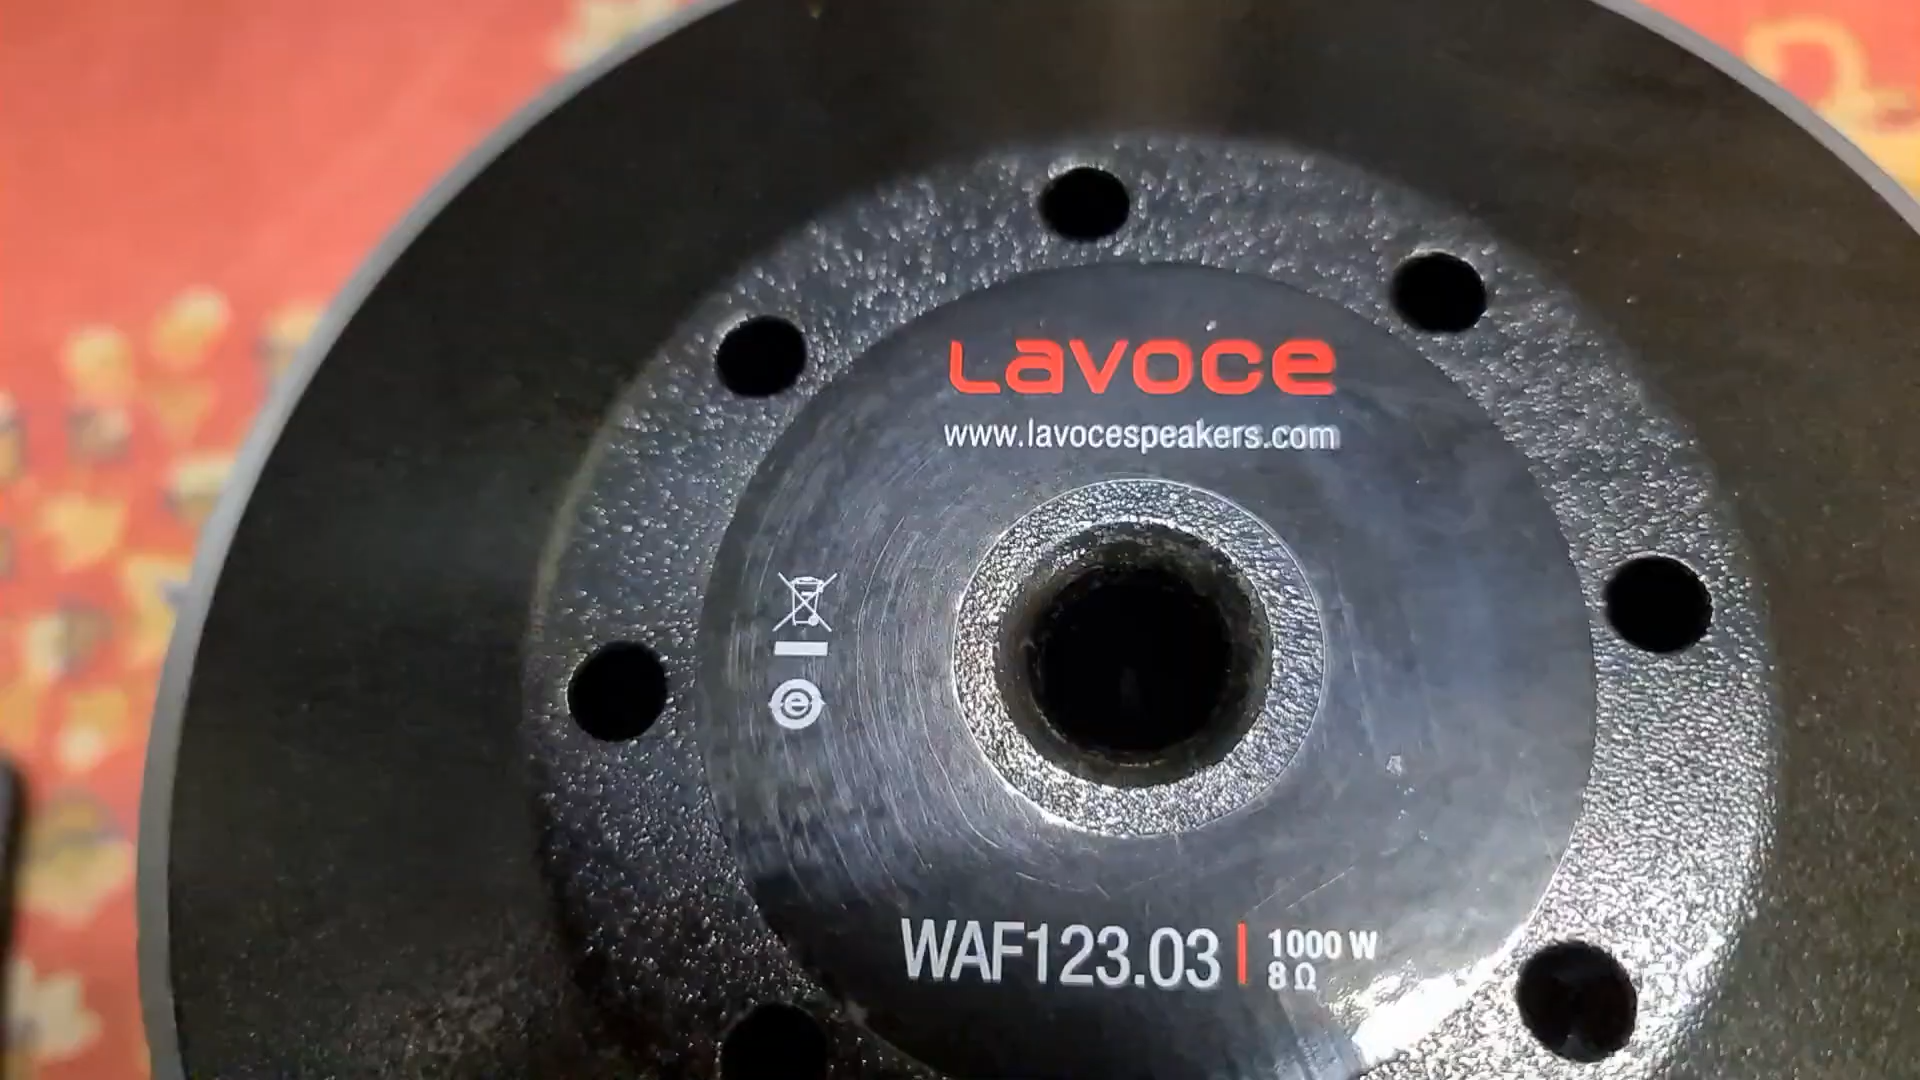 Lavoce
www.lavocespeakers.com
e
WAF123.03 | 1000 W
8 Ω